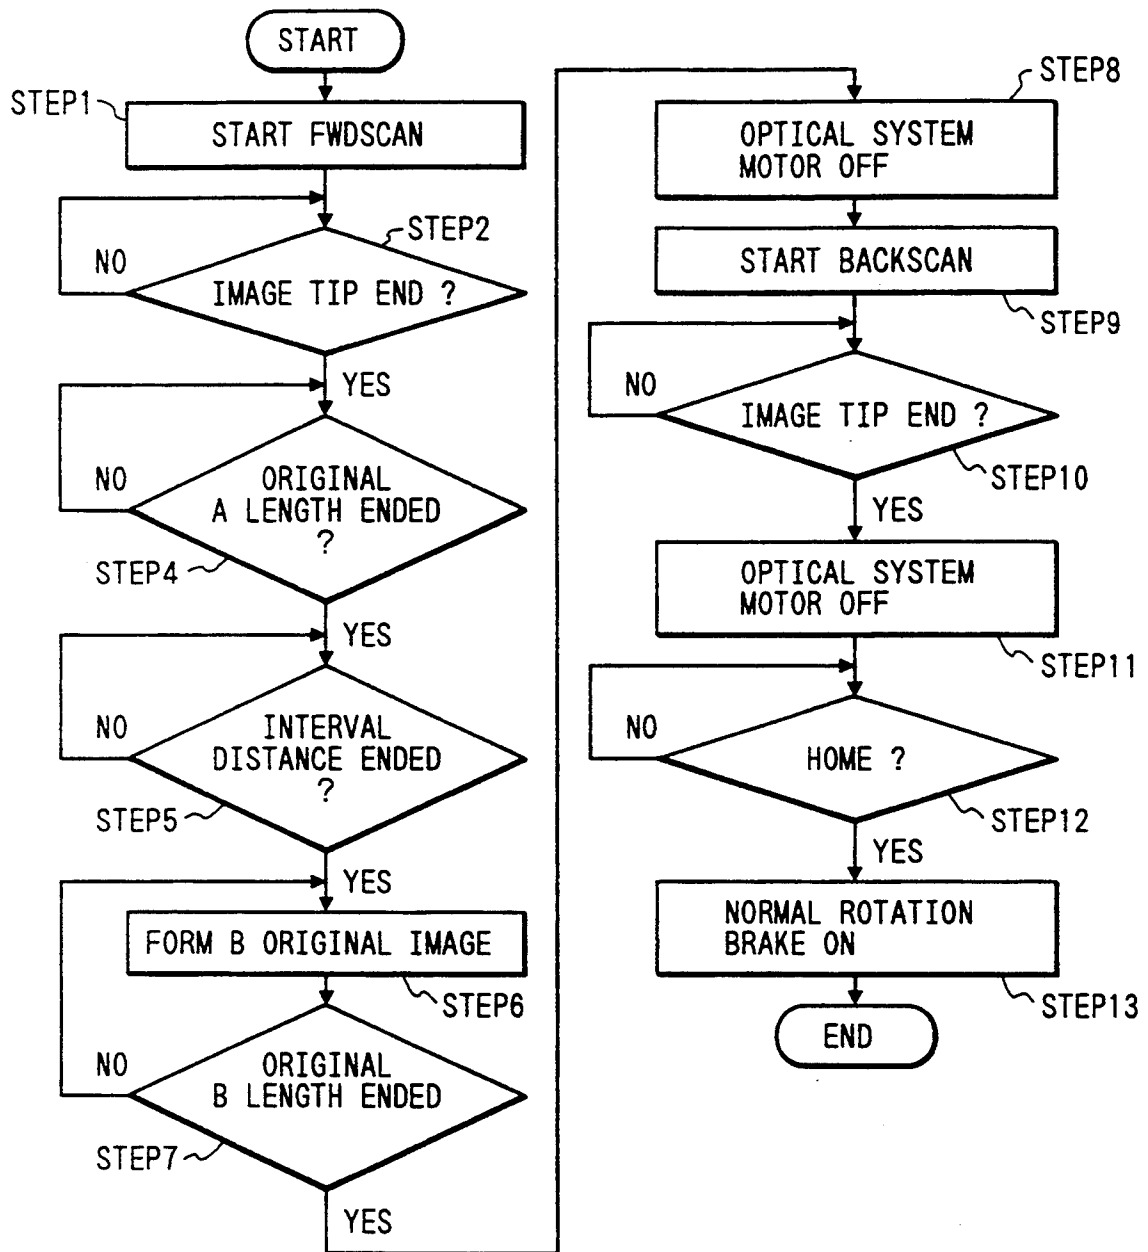 START
STEP1
START FWDSCAN
STEP2
NO
IMAGE TIP END ?
YES
NO
ORIGINAL
A LENGTH ENDED
?
STEP4
YES
NO
INTERVAL
DISTANCE ENDED
?
STEP5
YES
FORM B ORIGINAL IMAGE
STEP6
NO
ORIGINAL
B LENGTH ENDED
STEP7
YES
STEP8
OPTICAL SYSTEM
MOTOR OFF
START BACKSCAN
STEP9
NO
IMAGE TIP END ?
STEP10
YES
OPTICAL SYSTEM
MOTOR OFF
STEP11
NO
HOME ?
STEP12
YES
NORMAL ROTATION
BRAKE ON
STEP13
END